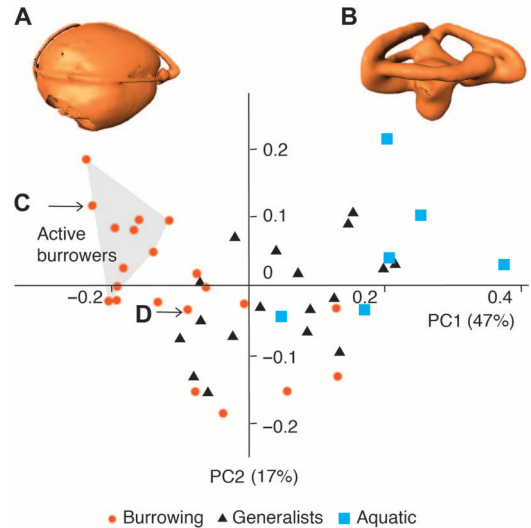 A
B
0.2
C
0.1
Active
burrowers
0
−0.2
0.2
0.4
D
PC1 (47%)
−0.1
−0.2
PC2 (17%)
Burrowing
Generalists
Aquatic